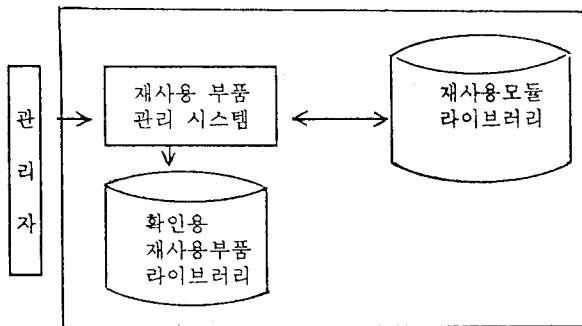 관
리
자
재사용 부품
관리 시스템
재사용모듈
라이브러리
확인용
재사용부품
라이브러리